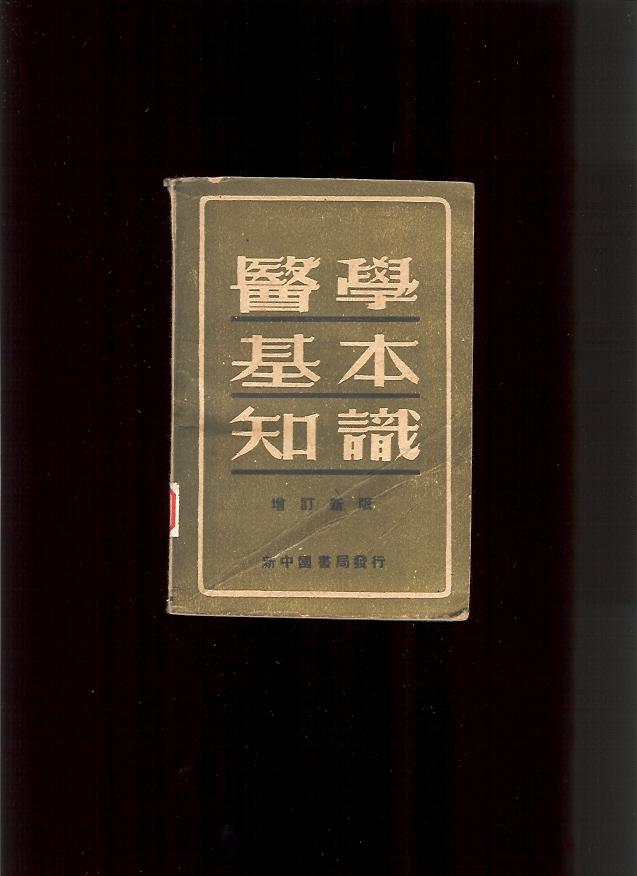 醫學
基本
知識
增訂新版
新中國書局發行